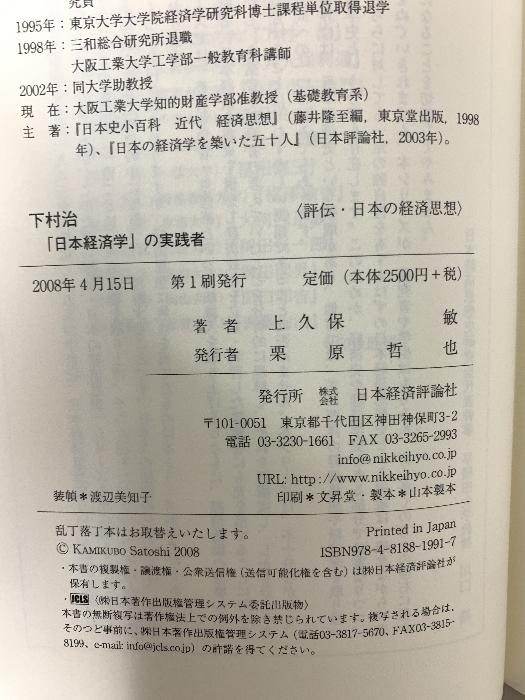 究員
1995年：東京大学大学院経済学研究科博士課程単位取得退学
1998年：三和総合研究所退職
大阪工業大学工学部一般教育科講師
2002年：同大学助教授
現　在：大阪工業大学知的財産学部准教授（基礎教育系）
主　著：『日本史小百科　近代　経済思想』（藤井隆至編，東京堂出版，1998
年）、『日本の経済学を築いた五十人』（日本評論社，2003年）。
下村治　〈評伝・日本の経済思想〉
「日本経済学」の実践者
2008年4月15日　第1刷発行　定価（本体2500円＋税）
著　者　上久保　敏
発行者　栗原哲也
発行所　株式会社　日本経済評論社
〒101-0051　東京都千代田区神田神保町3-2
電話 03-3230-1661　FAX 03-3265-2993
info@nikkeihyo.co.jp
URL: http://www.nikkeihyo.co.jp
装幀＊渡辺美知子　印刷＊文昇堂・製本＊山本製本
乱丁落丁本はお取替えいたします。　Printed in Japan
© KAMIKUBO Satoshi 2008　ISBN978-4-8188-1991-7
・本書の複製権・譲渡権・公衆送信権（送信可能化権を含む）は㈱日本経済評論社が
保有します。
・JCLS〈㈱日本著作出版権管理システム委託出版物〉
本書の無断複写は著作権法上での例外を除き禁じられています。複写される場合は、
そのつど事前に、㈱日本著作出版権管理システム（電話03-3817-5670、FAX03-3815-
8199、e-mail: info@jcls.co.jp）の許諾を得てください。